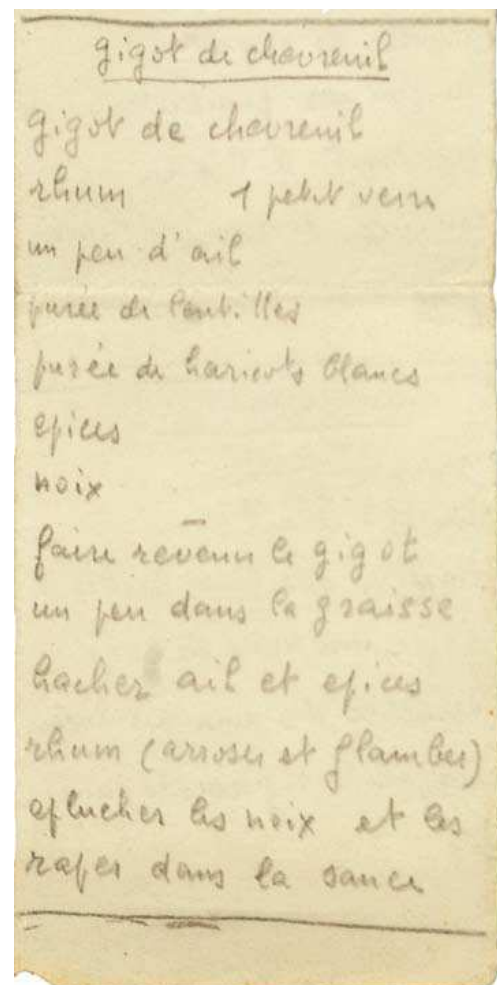 gigot de chevreuil
gigot de chevreuil
rhum 1 petit verre
un peu d'ail
purée de lentilles
purée de haricots blancs
epices
noix
faire revenir le gigot
un peu dans la graisse
hacher ail et epices
rhum (arroser et flamber)
eplucher les noix et les
raper dans la sauce